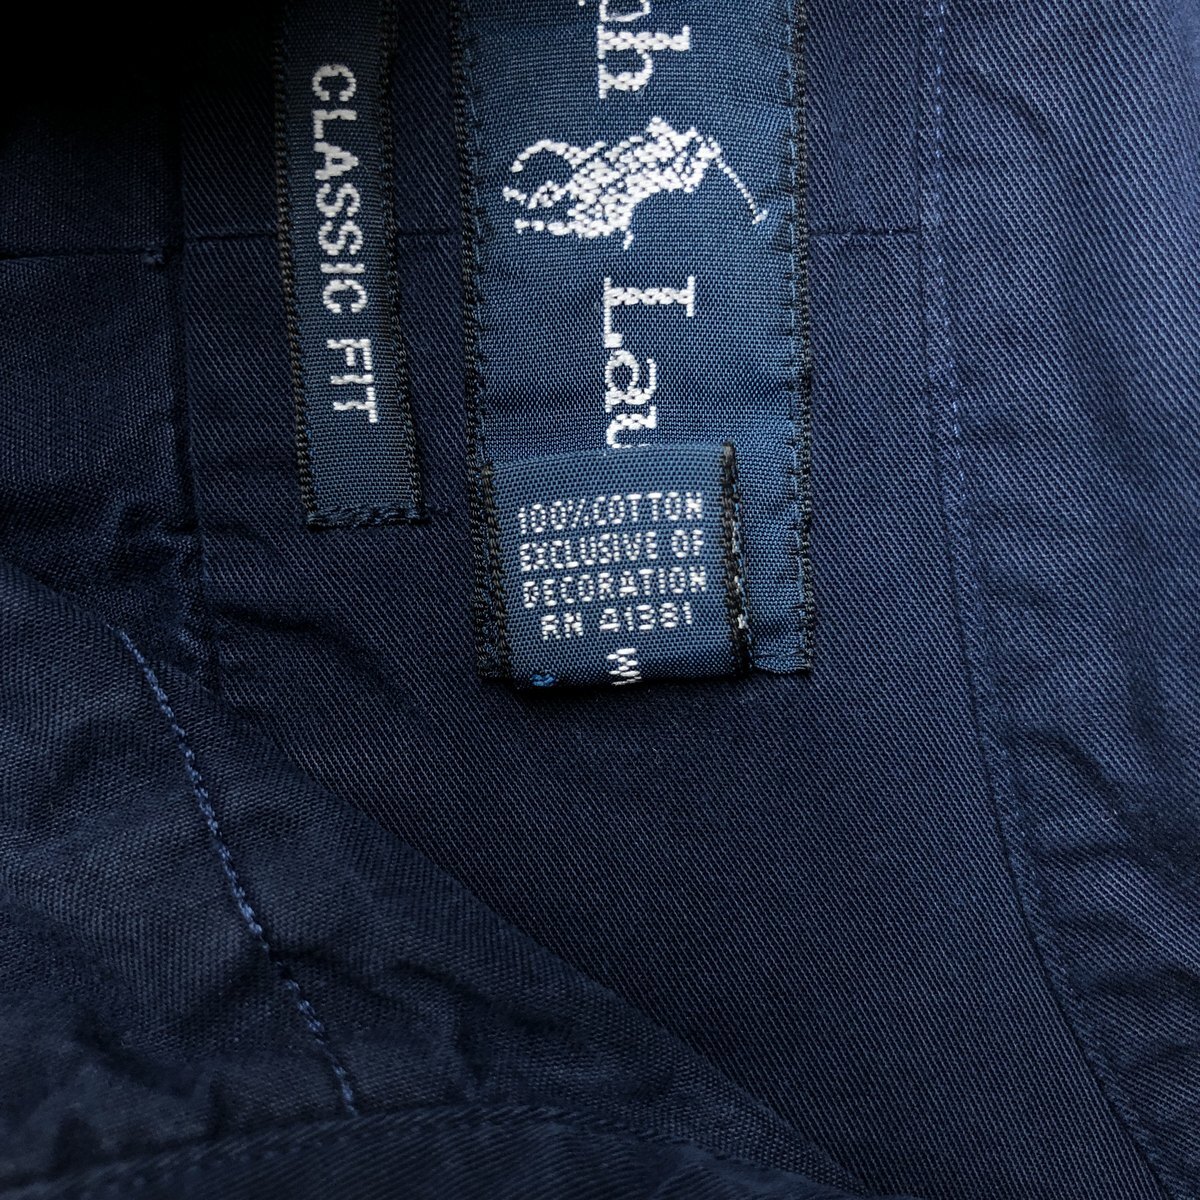 CLASSIC FIT
ph Lau
100% COTTON
EXCLUSIVE OF
DECORATION
RN 41381